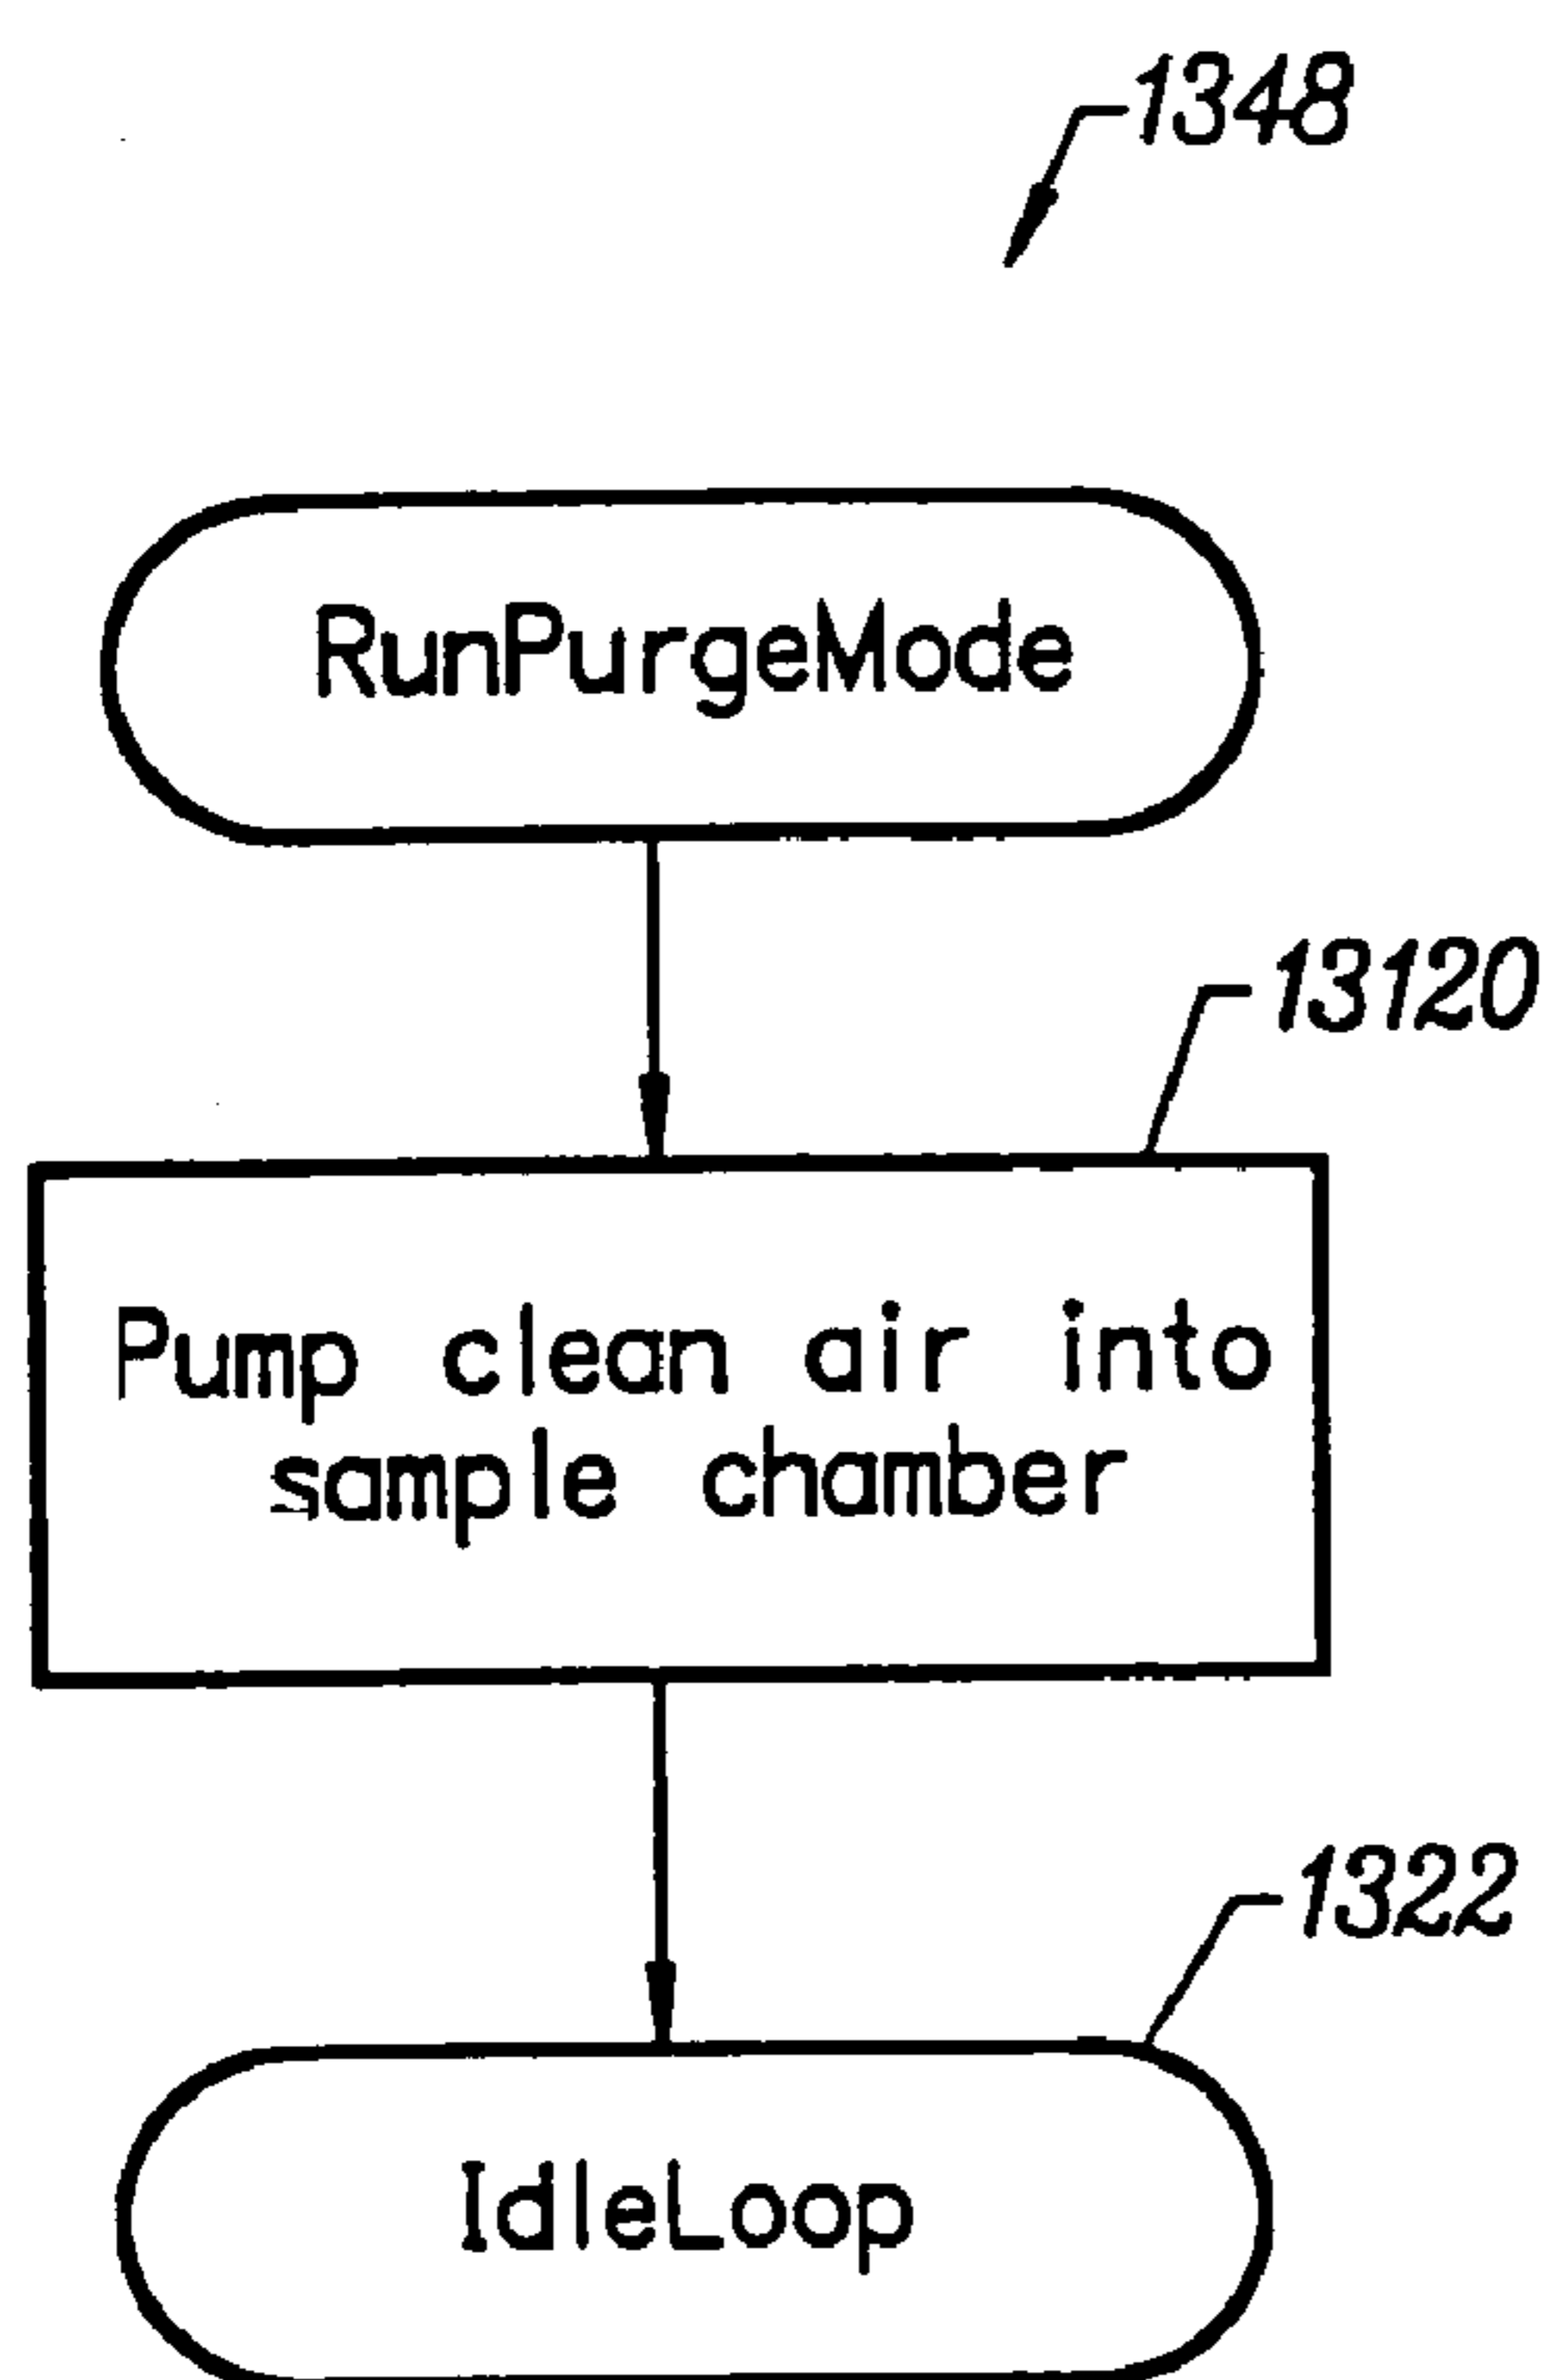 1348
RunPurgeMode
13120
Pump clean air into
sample chamber
1322
IdleLoop